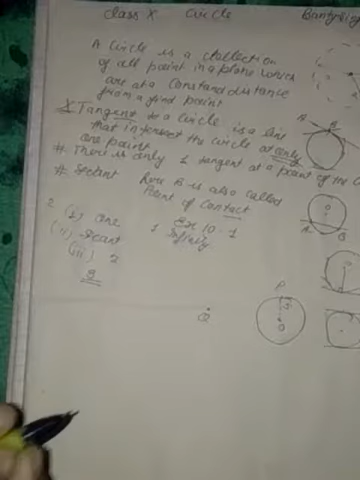 Class X Circle
A Circle is a collection
of all point in a plane which
are at a Constant distance
from a fixed point
X Tangent to a Circle is a line
that intersect the circle at only
one point
# There is only 1 tangent at a point of the C
# Secant Here B is also called
Point of Contact
2 (i) One 1 Ex 10.1
(ii) Secant Infinity
(iii) 2
A B
O
A B
P
O
Q